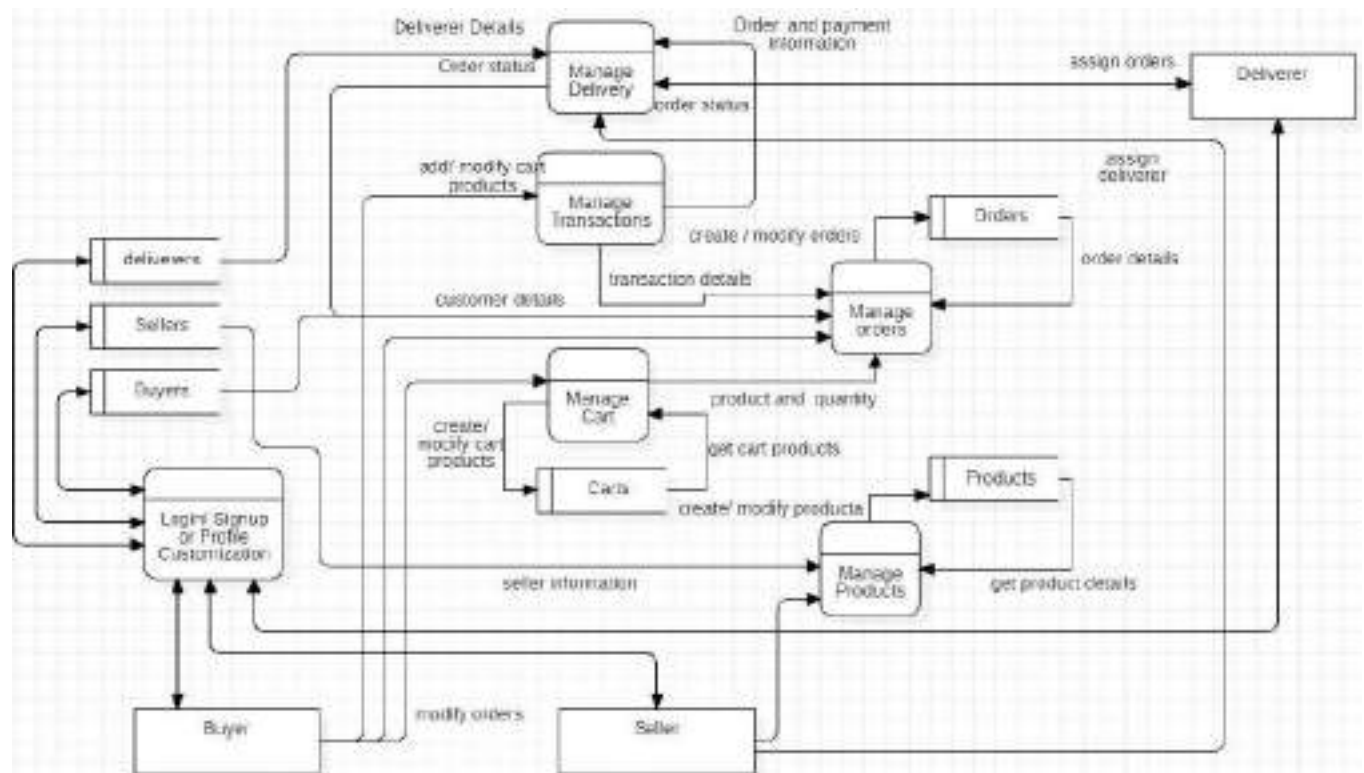 Deliverer Details
Order and payment
information
Order status
Manage
Delivery
assign orders
Deliverer
order status
add/ modify cart
products
assign
deliverer
Manage
Transactions
Orders
create / modify orders
deliverers
order details
transaction details
customer details
Sellers
Manage
orders
Buyers
Manage
Cart
product and quantity
create/
modify cart
products
get cart products
Carts
Products
create/ modify products
Login/ Signup
or Profile
Customization
seller information
Manage
Products
get product details
modify orders
Buyer
Seller